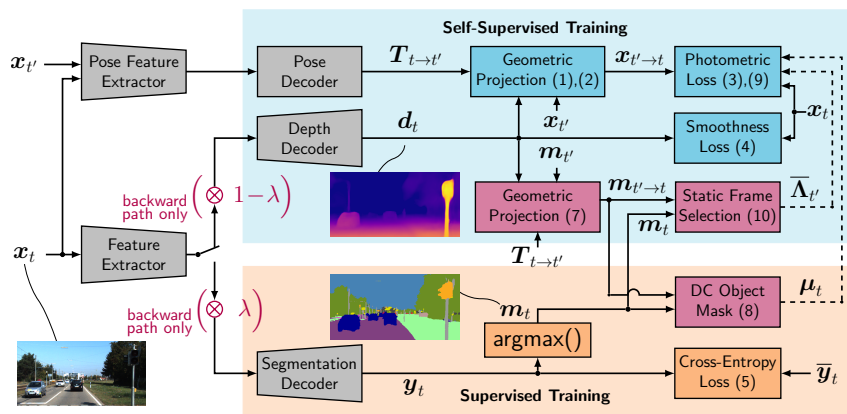 Self-Supervised Training
x_t'
Pose Feature
Extractor
Pose
Decoder
T_t→t'
Geometric
Projection (1),(2)
x_t'→t
Photometric
Loss (3),(9)
x_t'
x_t
Depth
Decoder
d_t
Smoothness
Loss (4)
m_t'
backward
path only
(⊗ 1−λ)
Geometric
Projection (7)
m_t'→t
m_t
Static Frame
Selection (10)
Λ̅_t'
x_t
Feature
Extractor
T_t→t'
backward
path only
(⊗ λ)
m_t
DC Object
Mask (8)
μ_t
argmax()
Segmentation
Decoder
y_t
Cross-Entropy
Loss (5)
y̅_t
Supervised Training